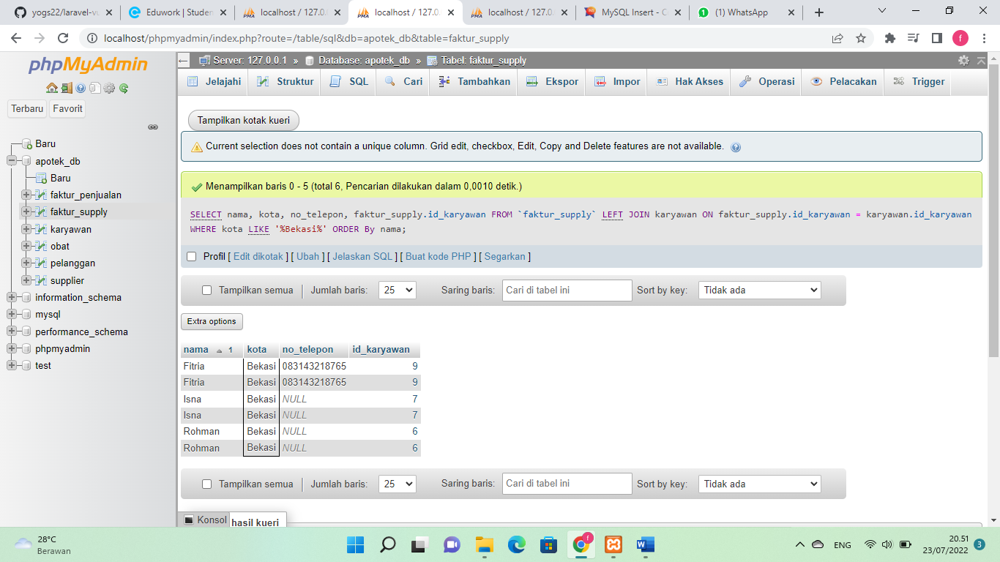 yogs22/laravel-vu
Eduwork | Studen
localhost / 127.0.
localhost / 127.0.
localhost / 127.0.
MySQL Insert - C
(1) WhatsApp
localhost/phpmyadmin/index.php?route=/table/sql&db=apotek_db&table=faktur_supply
f
phpMyAdmin
Terbaru
Favorit
Baru
apotek_db
Baru
faktur_penjualan
faktur_supply
karyawan
obat
pelanggan
supplier
information_schema
mysql
performance_schema
phpmyadmin
test
Server: 127.0.0.1 » Database: apotek_db » Tabel: faktur_supply
Jelajahi Struktur SQL Cari Tambahkan Ekspor Impor Hak Akses Operasi Pelacakan Trigger
Tampilkan kotak kueri
Current selection does not contain a unique column. Grid edit, checkbox, Edit, Copy and Delete features are not available.
Menampilkan baris 0 - 5 (total 6, Pencarian dilakukan dalam 0,0010 detik.)
SELECT nama, kota, no_telepon, faktur_supply.id_karyawan FROM `faktur_supply` LEFT JOIN karyawan ON faktur_supply.id_karyawan = karyawan.id_karyawan
WHERE kota LIKE '%Bekasi%' ORDER By nama;
Profil [ Edit dikotak ] [ Ubah ] [ Jelaskan SQL ] [ Buat kode PHP ] [ Segarkan ]
Tampilkan semua Jumlah baris: 25 Saring baris: Cari di tabel ini Sort by key: Tidak ada
Extra options
nama 1 kota no_telepon id_karyawan
Fitria Bekasi 083143218765 9
Fitria Bekasi 083143218765 9
Isna Bekasi NULL 7
Isna Bekasi NULL 7
Rohman Bekasi NULL 6
Rohman Bekasi NULL 6
Tampilkan semua Jumlah baris: 25 Saring baris: Cari di tabel ini Sort by key: Tidak ada
Konsol hasil kueri
28°C
Berawan
f
ENG
20.51
23/07/2022
3